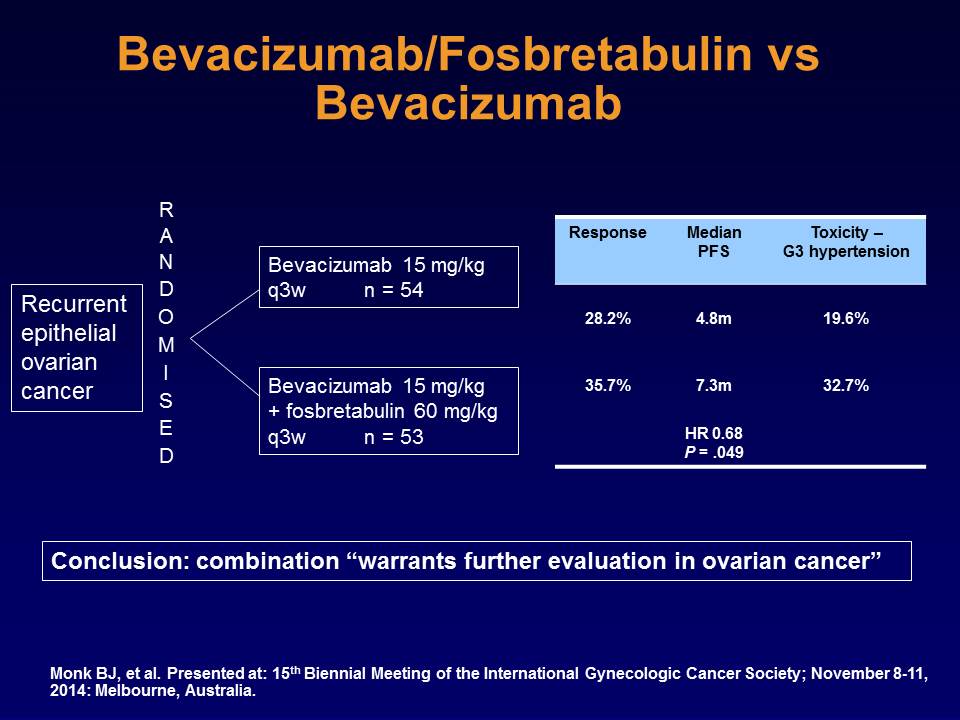 Bevacizumab/Fosbretabulin vs
Bevacizumab
Recurrent
epithelial
ovarian
cancer
R
A
N
D
O
M
I
S
E
D
Bevacizumab 15 mg/kg
q3w n = 54
Bevacizumab 15 mg/kg
+ fosbretabulin 60 mg/kg
q3w n = 53
Response Median PFS Toxicity – G3 hypertension
28.2% 4.8m 19.6%
35.7% 7.3m 32.7%
HR 0.68
P = .049
Conclusion: combination “warrants further evaluation in ovarian cancer”
Monk BJ, et al. Presented at: 15th Biennial Meeting of the International Gynecologic Cancer Society; November 8-11,
2014: Melbourne, Australia.